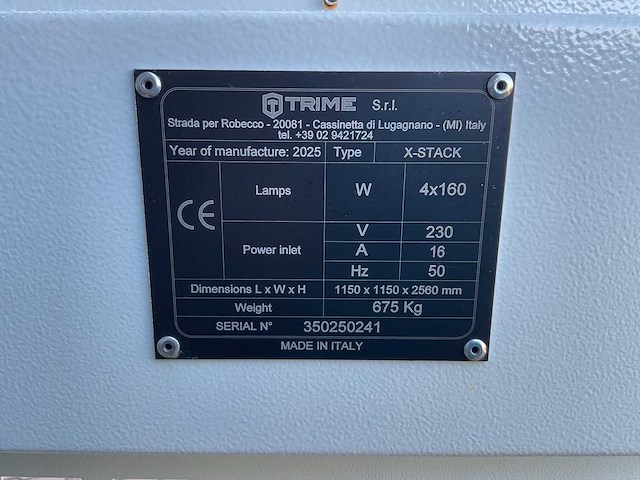 TRIME S.r.l.
Strada per Robecco - 20081 - Cassinetta di Lugagnano - (MI) Italy
tel. +39 02 9421724
Year of manufacture: 2025 Type X-STACK
CE Lamps W 4x160
Power inlet V 230
A 16
Hz 50
Dimensions L x W x H 1150 x 1150 x 2560 mm
Weight 675 Kg
SERIAL N° 350250241
MADE IN ITALY